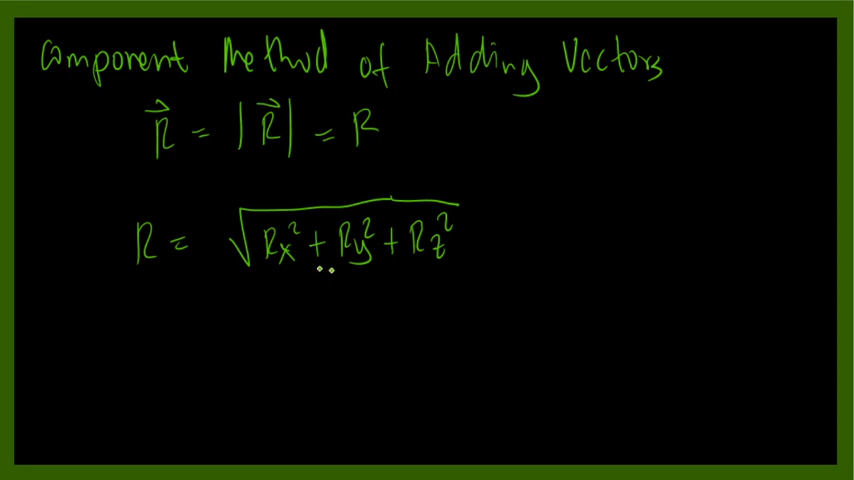 Component Method of Adding Vectors
R⃗ = |R⃗| = R
R = √(Rx² + Ry² + Rz²)